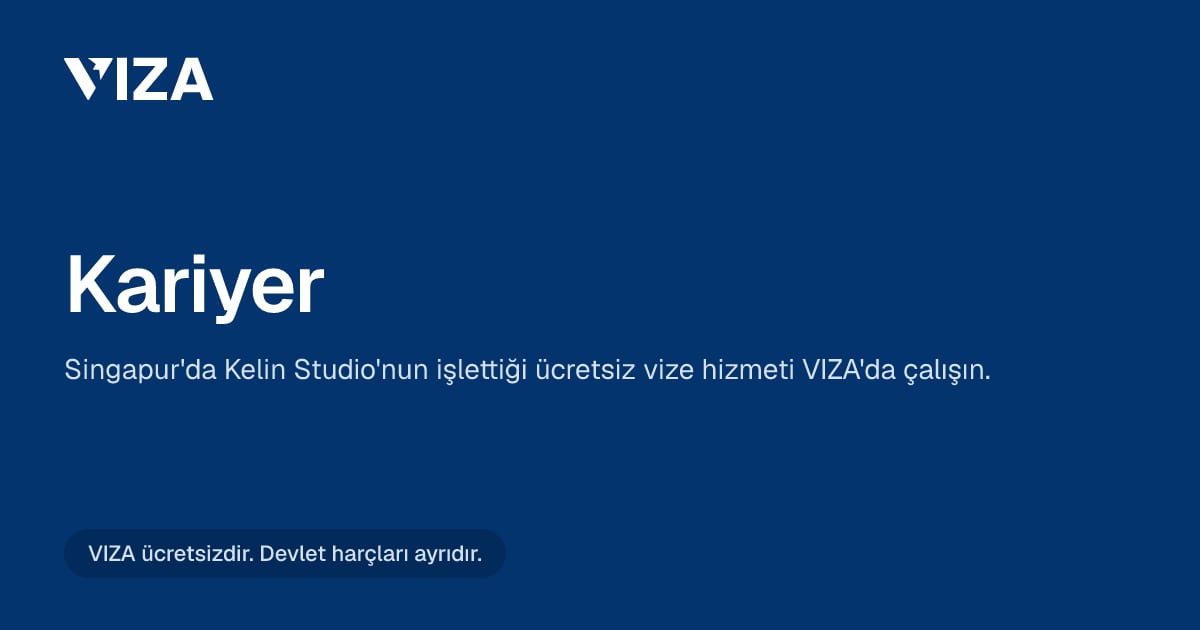 VIZA
Kariyer
Singapur'da Kelin Studio'nun işlettiği ücretsiz vize hizmeti VIZA'da çalışın.
VIZA ücretsizdir. Devlet harçları ayrıdır.